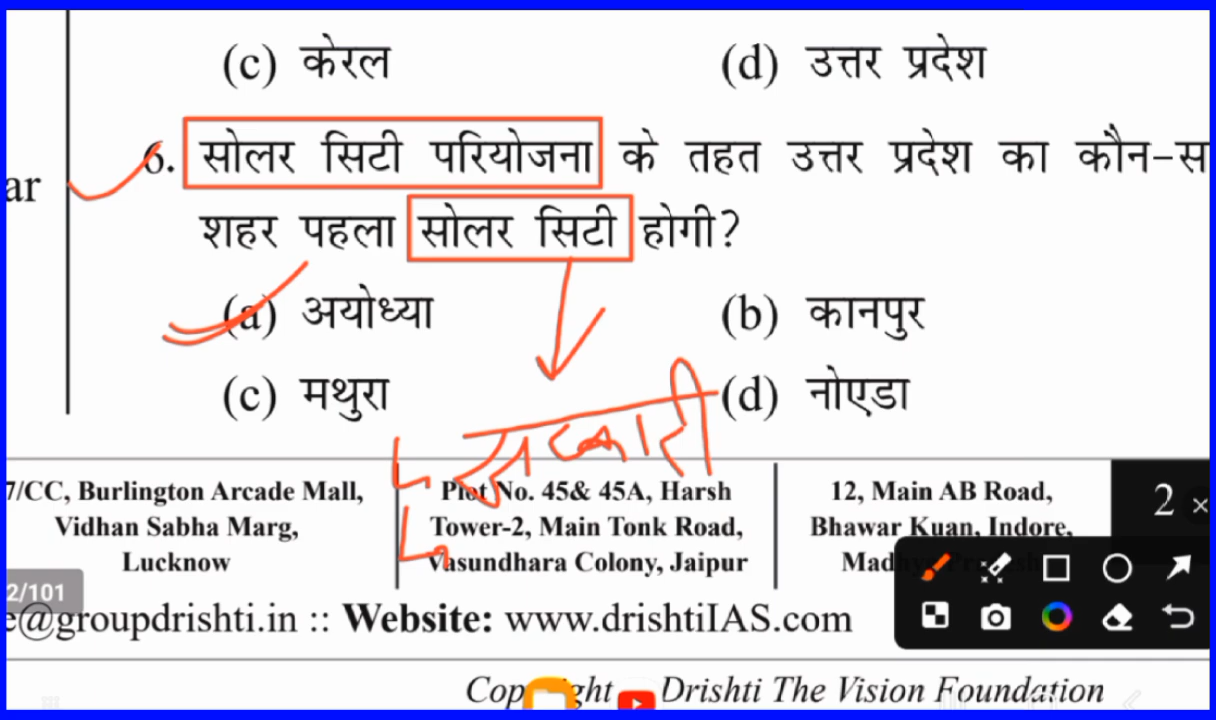 (c) केरल (d) उत्तर प्रदेश
6. सोलर सिटी परियोजना के तहत उत्तर प्रदेश का कौन-स
ar
शहर पहला सोलर सिटी होगी?
(a) अयोध्या (b) कानपुर
(c) मथुरा (d) नोएडा
सरकारी
7/CC, Burlington Arcade Mall,
Vidhan Sabha Marg,
Lucknow
Plot No. 45& 45A, Harsh
Tower-2, Main Tonk Road,
Vasundhara Colony, Jaipur
12, Main AB Road,
Bhawar Kuan, Indore,
2 ×
2/101
e@groupdrishti.in :: Website: www.drishtiIAS.com
Drishti The Vision Foundation